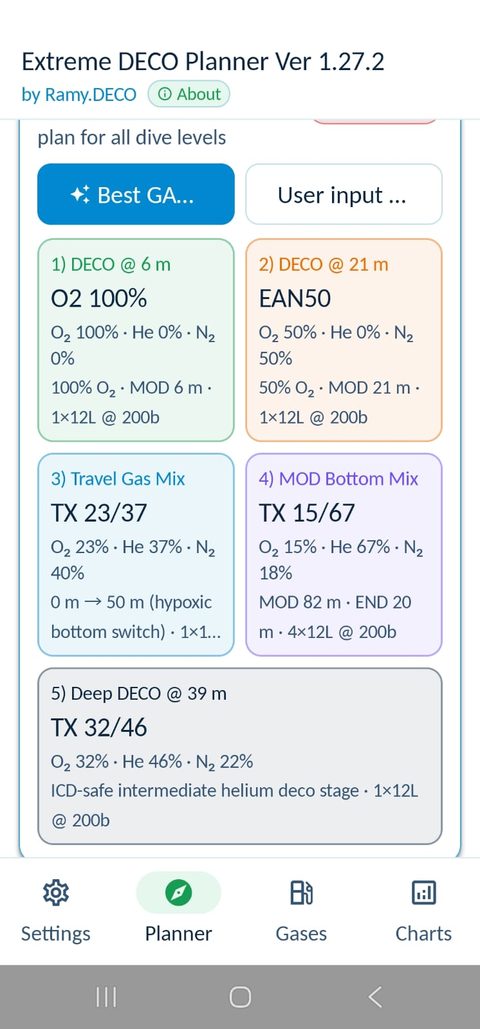 Extreme DECO Planner Ver 1.27.2
by Ramy.DECO
About
plan for all dive levels
Best GA...
User input ...
1) DECO @ 6 m
O2 100%
O₂ 100% · He 0% · N₂
0%
100% O₂ · MOD 6 m ·
1×12L @ 200b
2) DECO @ 21 m
EAN50
O₂ 50% · He 0% · N₂
50%
50% O₂ · MOD 21 m ·
1×12L @ 200b
3) Travel Gas Mix
TX 23/37
O₂ 23% · He 37% · N₂
40%
0 m → 50 m (hypoxic
bottom switch) · 1×1...
4) MOD Bottom Mix
TX 15/67
O₂ 15% · He 67% · N₂
18%
MOD 82 m · END 20
m · 4×12L @ 200b
5) Deep DECO @ 39 m
TX 32/46
O₂ 32% · He 46% · N₂ 22%
ICD-safe intermediate helium deco stage · 1×12L
@ 200b
Settings
Planner
Gases
Charts